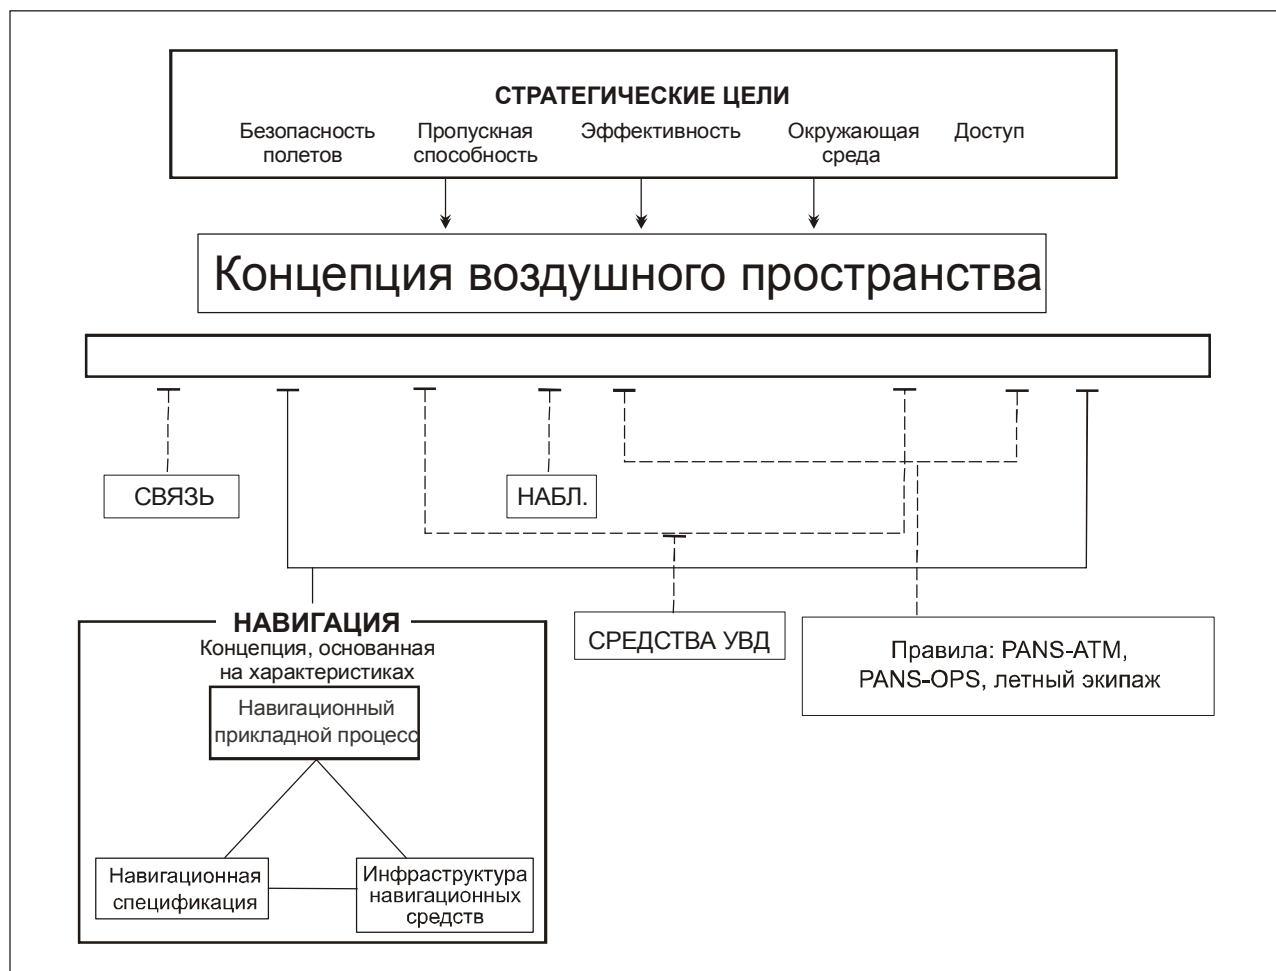 СТРАТЕГИЧЕСКИЕ ЦЕЛИ
Безопасность
полетов
Пропускная
способность
Эффективность
Окружающая
среда
Доступ
Концепция воздушного пространства
СВЯЗЬ
НАБЛ.
НАВИГАЦИЯ
Концепция, основанная
на характеристиках
Навигационный
прикладной процесс
Навигационная
спецификация
Инфраструктура
навигационных
средств
СРЕДСТВА УВД
Правила: PANS-ATM,
PANS-OPS, летный экипаж